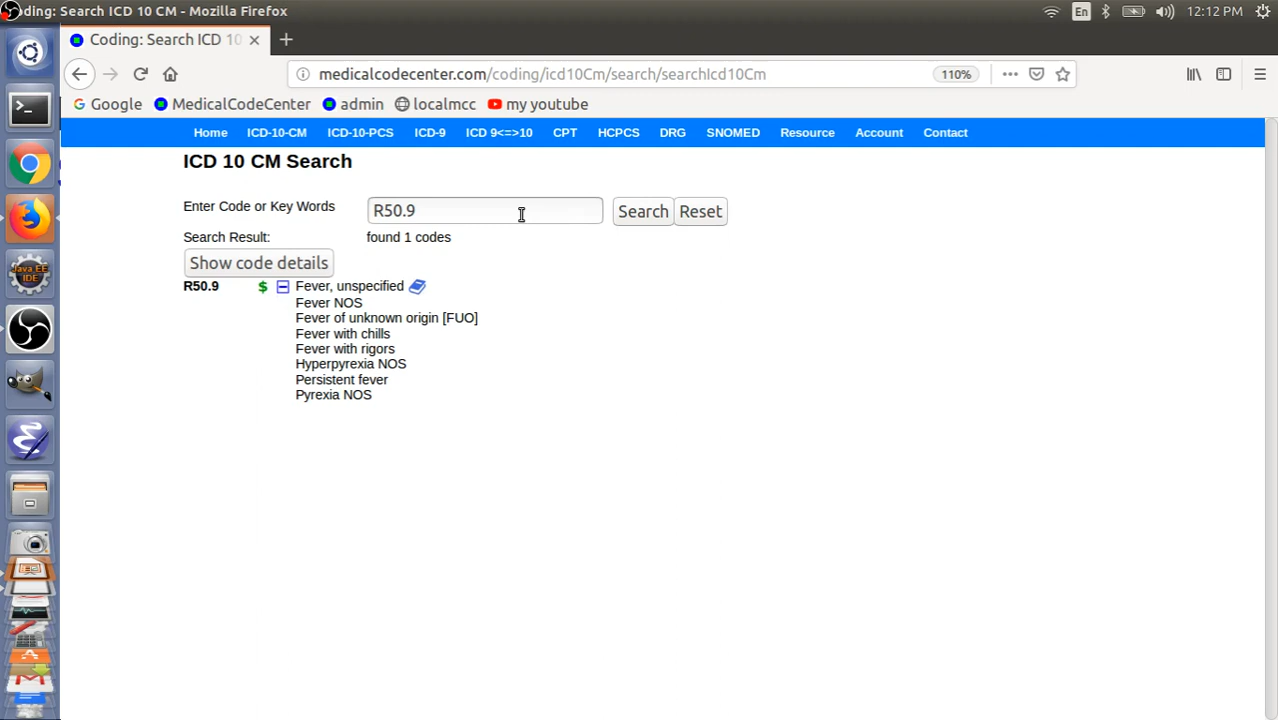 Coding: Search ICD 10 CM - Mozilla Firefox En 12:12 PM
Coding: Search ICD 10
medicalcodecenter.com/coding/icd10Cm/search/searchIcd10Cm 110%
Google MedicalCodeCenter admin localmcc my youtube
Home ICD-10-CM ICD-10-PCS ICD-9 ICD 9<=>10 CPT HCPCS DRG SNOMED Resource Account Contact
ICD 10 CM Search
Enter Code or Key Words R50.9 Search Reset
Search Result: found 1 codes
Show code details
R50.9 $ Fever, unspecified
Fever NOS
Fever of unknown origin [FUO]
Fever with chills
Fever with rigors
Hyperpyrexia NOS
Persistent fever
Pyrexia NOS
Java EE
IDE